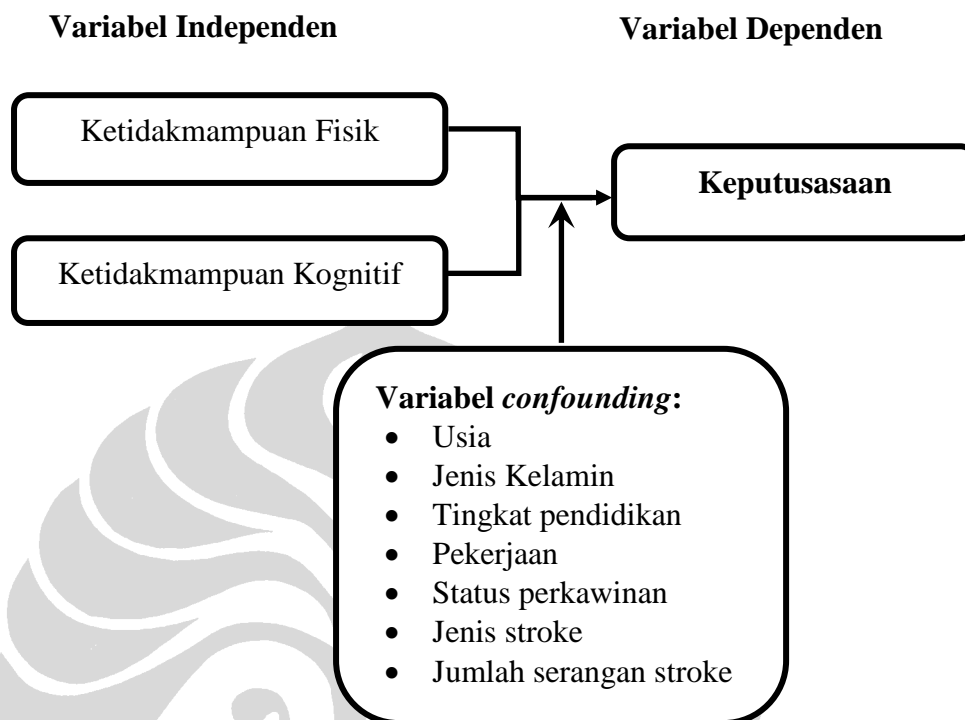 Variabel Independen
Variabel Dependen
Ketidakmampuan Fisik
Keputusasaan
Ketidakmampuan Kognitif
Variabel confounding:
• Usia
• Jenis Kelamin
• Tingkat pendidikan
• Pekerjaan
• Status perkawinan
• Jenis stroke
• Jumlah serangan stroke